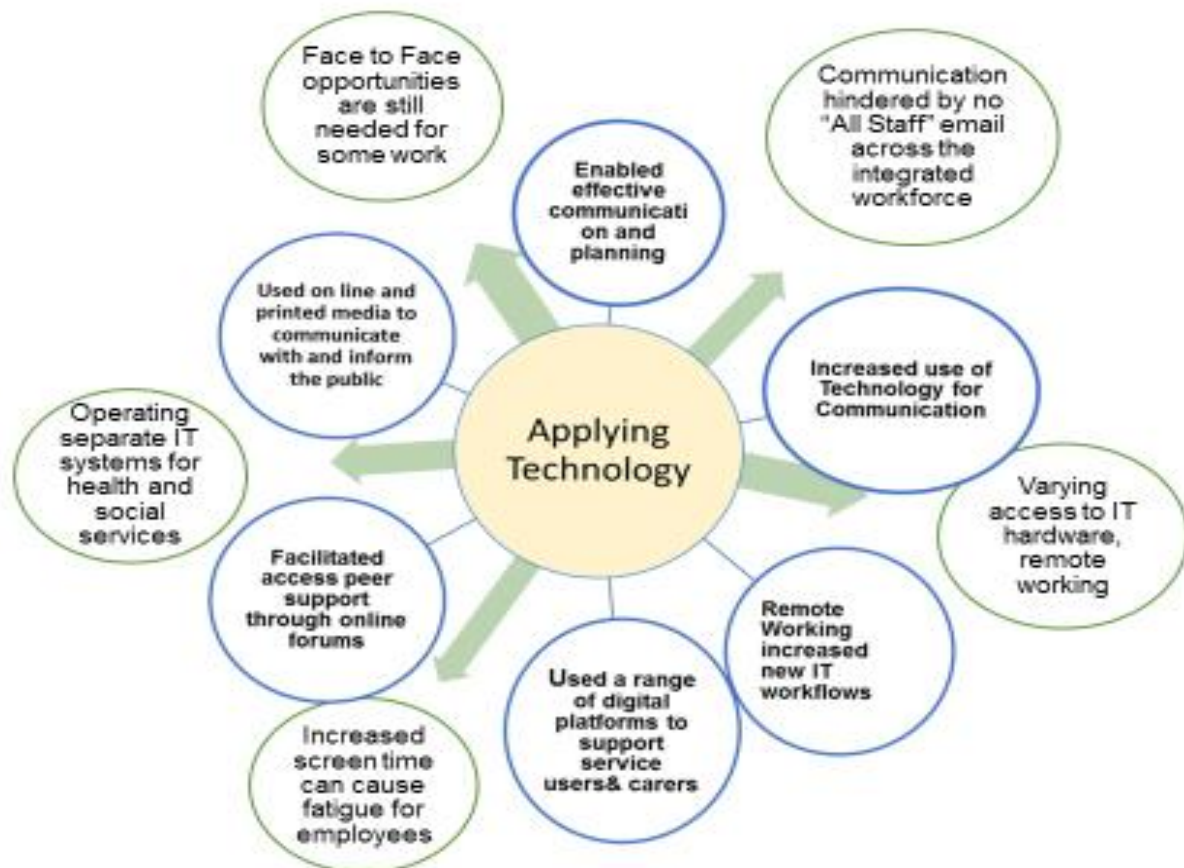 Face to Face
opportunities
are still
needed for
some work
Communication
hindered by no
“All Staff” email
across the
integrated
workforce
Enabled
effective
communicati
on and
planning
Used on line and
printed media to
communicate
with and inform
the public
Increased use of
Technology for
Communication
Applying
Technology
Operating
separate IT
systems for
health and
social
services
Varying
access to IT
hardware,
remote
working
Facilitated
access peer
support
through online
forums
Remote
Working
increased
new IT
workflows
Used a range
of digital
platforms to
support
service
users& carers
Increased
screen time
can cause
fatigue for
employees